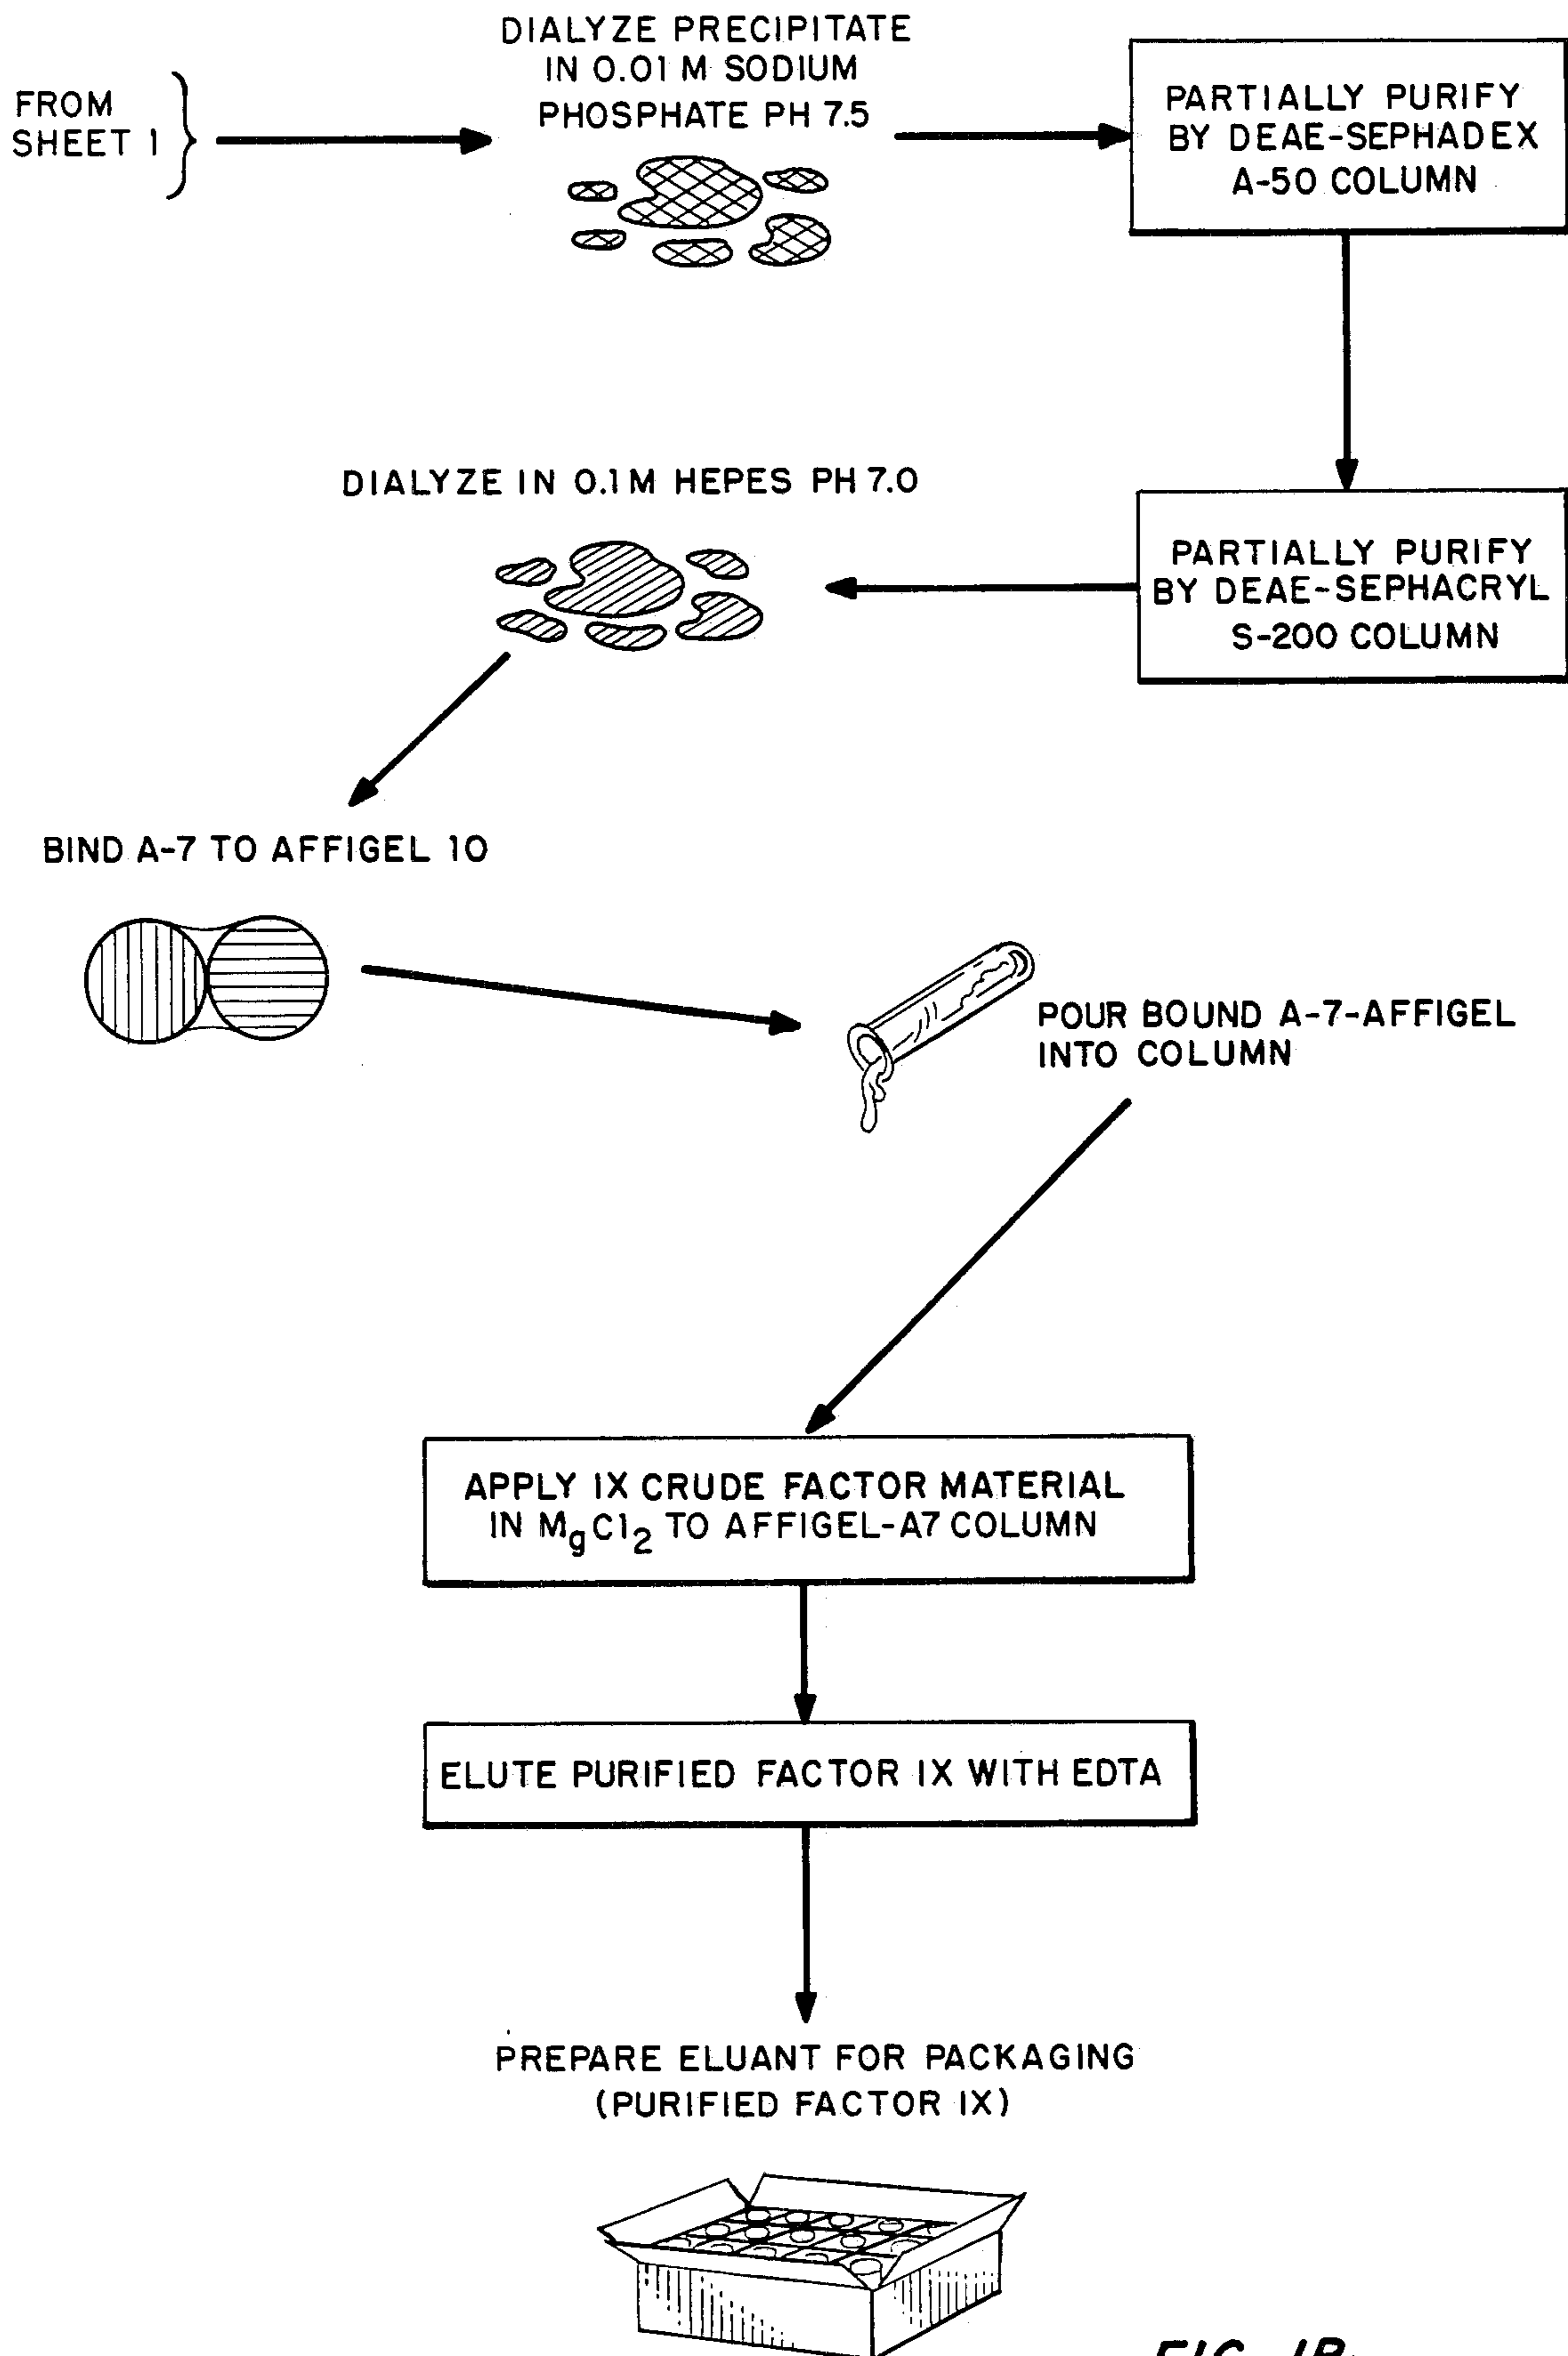 DIALYZE PRECIPITATE
IN 0.01 M SODIUM
PHOSPHATE PH 7.5
FROM
SHEET 1
PARTIALLY PURIFY
BY DEAE-SEPHADEX
A-50 COLUMN
DIALYZE IN 0.1M HEPES PH 7.0
PARTIALLY PURIFY
BY DEAE-SEPHACRYL
S-200 COLUMN
BIND A-7 TO AFFIGEL 10
POUR BOUND A-7-AFFIGEL
INTO COLUMN
APPLY IX CRUDE FACTOR MATERIAL
IN MgCl2 TO AFFIGEL-A7 COLUMN
ELUTE PURIFIED FACTOR IX WITH EDTA
PREPARE ELUANT FOR PACKAGING
(PURIFIED FACTOR IX)
FIG. 1B